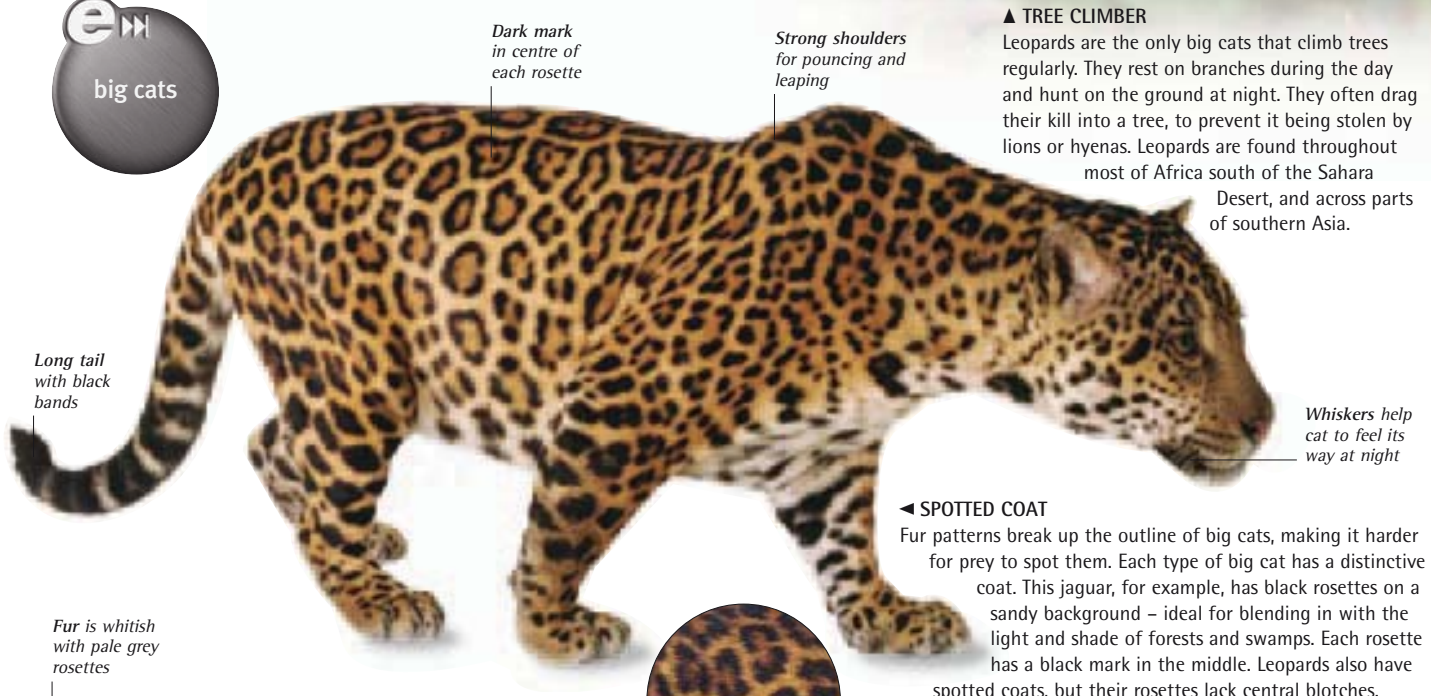 e
big cats
Dark mark
in centre of
each rosette
Strong shoulders
for pouncing and
leaping
▲ TREE CLIMBER
Leopards are the only big cats that climb trees
regularly. They rest on branches during the day
and hunt on the ground at night. They often drag
their kill into a tree, to prevent it being stolen by
lions or hyenas. Leopards are found throughout
most of Africa south of the Sahara
Desert, and across parts
of southern Asia.
Long tail
with black
bands
Whiskers help
cat to feel its
way at night
◄ SPOTTED COAT
Fur patterns break up the outline of big cats, making it harder
for prey to spot them. Each type of big cat has a distinctive
coat. This jaguar, for example, has black rosettes on a
sandy background – ideal for blending in with the
light and shade of forests and swamps. Each rosette
has a black mark in the middle. Leopards also have
spotted coats, but their rosettes lack central blotches.
Fur is whitish
with pale grey
rosettes